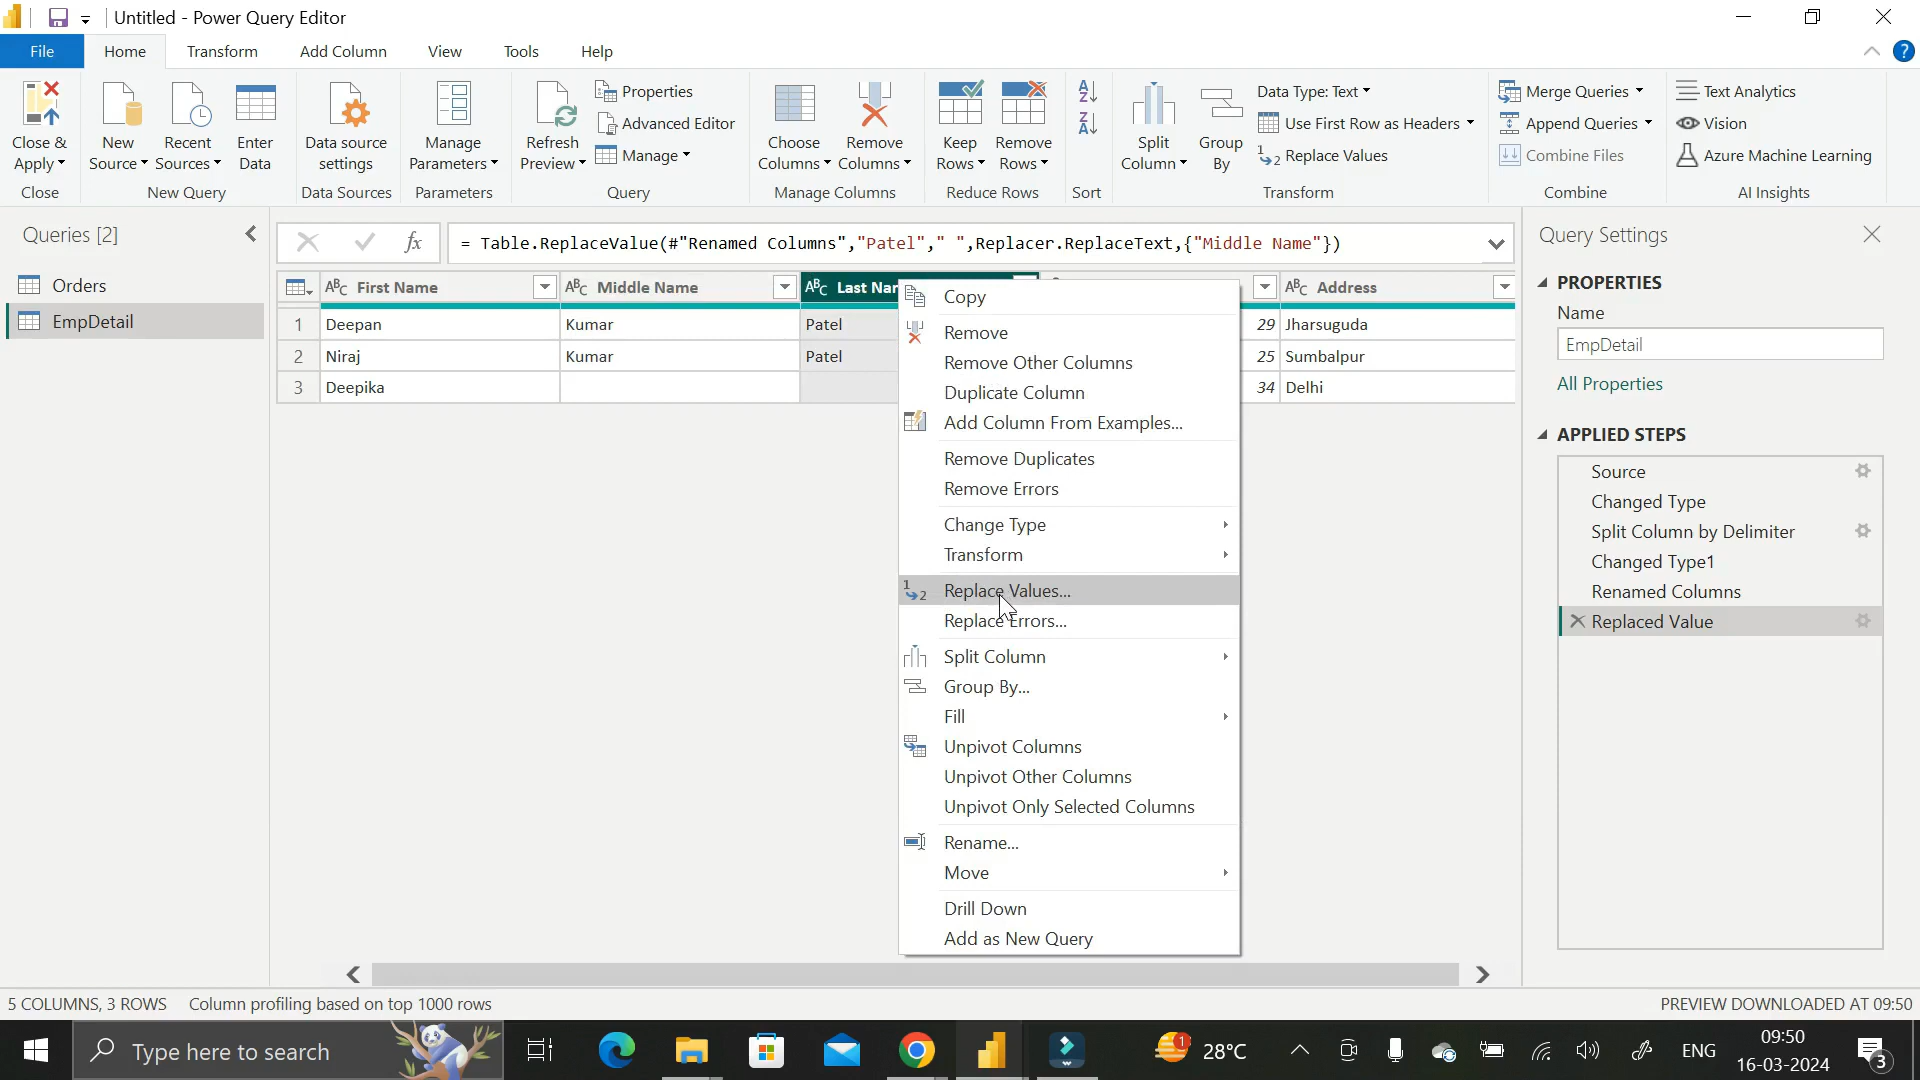 Untitled - Power Query Editor
File Home Transform Add Column View Tools Help
Close & Apply
Close
New Source
Recent Sources
Enter Data
New Query
Data source settings
Data Sources
Manage Parameters
Parameters
Refresh Preview
Properties
Advanced Editor
Manage
Query
Choose Columns
Remove Columns
Manage Columns
Keep Rows
Remove Rows
Reduce Rows
Sort
Split Column
Group By
Data Type: Text
Use First Row as Headers
Replace Values
Transform
Merge Queries
Append Queries
Combine Files
Combine
Text Analytics
Vision
Azure Machine Learning
AI Insights
Queries [2]
Orders
EmpDetail
= Table.ReplaceValue(#"Renamed Columns","Patel"," ",Replacer.ReplaceText,{"Middle Name"})
First Name Middle Name Last Nar Address
1 Deepan Kumar Patel 29 Jharsuguda
2 Niraj Kumar Patel 25 Sumbalpur
3 Deepika 34 Delhi
Copy
Remove
Remove Other Columns
Duplicate Column
Add Column From Examples...
Remove Duplicates
Remove Errors
Change Type
Transform
Replace Values...
Replace Errors...
Split Column
Group By...
Fill
Unpivot Columns
Unpivot Other Columns
Unpivot Only Selected Columns
Rename...
Move
Drill Down
Add as New Query
Query Settings
PROPERTIES
Name
EmpDetail
All Properties
APPLIED STEPS
Source
Changed Type
Split Column by Delimiter
Changed Type1
Renamed Columns
Replaced Value
5 COLUMNS, 3 ROWS Column profiling based on top 1000 rows
PREVIEW DOWNLOADED AT 09:50
Type here to search
1
28°C
ENG
09:50
16-03-2024
3